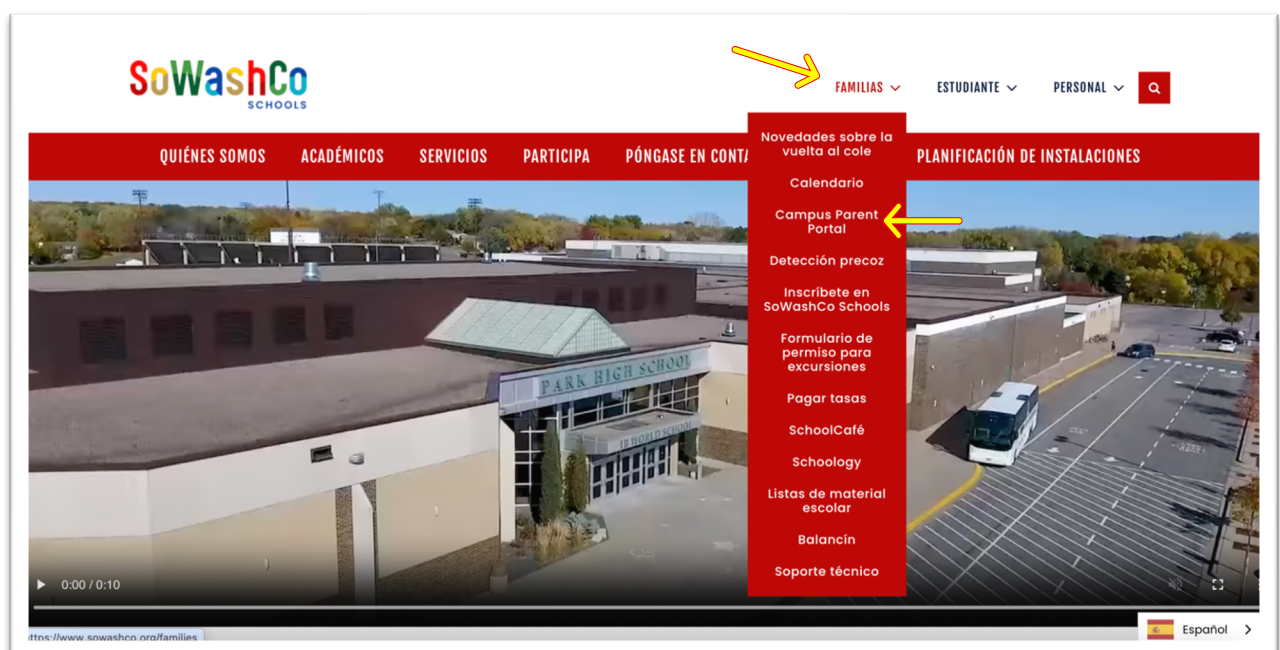 SoWashCo
SCHOOLS
FAMILIAS
ESTUDIANTE
PERSONAL
QUIÉNES SOMOS
ACADÉMICOS
SERVICIOS
PARTICIPA
PÓNGASE EN CONTA
PLANIFICACIÓN DE INSTALACIONES
Novedades sobre la
vuelta al cole
Calendario
Campus Parent
Portal
Detección precoz
Inscríbete en
SoWashCo Schools
Formulario de
permiso para
excursiones
Pagar tasas
SchoolCafé
Schoology
Listas de material
escolar
Balancín
Soporte técnico
PARK HIGH SCHOOL
IB WORLD SCHOOL
0:00 / 0:10
https://www.sowashco.org/families
Español